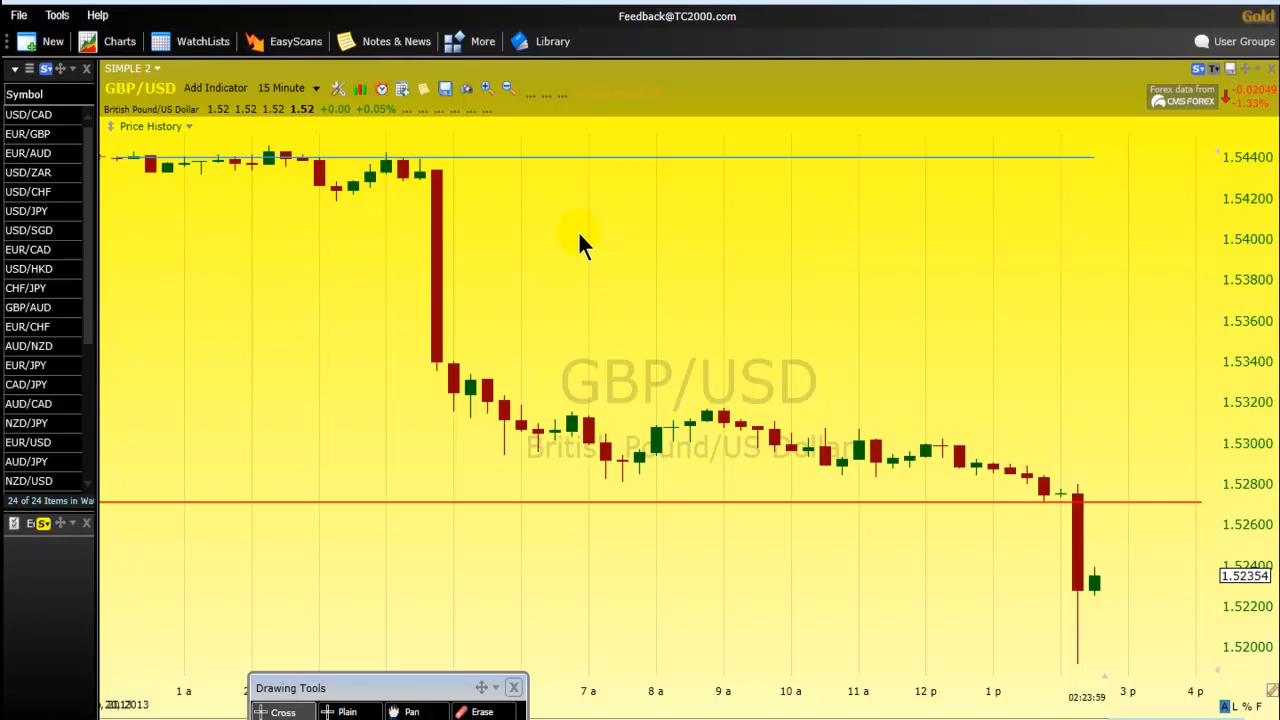 File Tools Help Feedback@TC2000.com Gold
New Charts WatchLists EasyScans Notes & News More Library User Groups
SIMPLE 2
Symbol
GBP/USD Add Indicator 15 Minute
British Pound/US Dollar 1.52 1.52 1.52 1.52 +0.00 +0.05% ... ... ... ... ...
Forex data from
CMS FOREX
-0.02049
-1.33%
Price History
USD/CAD
EUR/GBP
EUR/AUD
USD/ZAR
USD/CHF
USD/JPY
USD/SGD
EUR/CAD
USD/HKD
CHF/JPY
GBP/AUD
EUR/CHF
AUD/NZD
EUR/JPY
CAD/JPY
AUD/CAD
NZD/JPY
EUR/USD
AUD/JPY
NZD/USD
24 of 24 Items in Wa
GBP/USD
British Pound/US Dollar
1.54400
1.54200
1.54000
1.53800
1.53600
1.53400
1.53200
1.53000
1.52800
1.52600
1.52400
1.52354
1.52200
1.52000
1 a 7 a 8 a 9 a 10 a 11 a 12 p 1 p 02:23:59 3 p 4 p
A L % F
Drawing Tools
Cross Plain Pan Erase